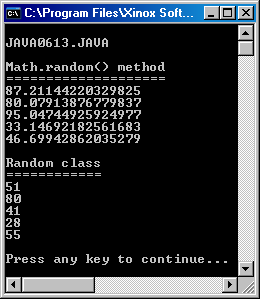 C:\Program Files\Xinox Soft...
JAVA0613.JAVA
Math.random() method
====================
87.21144220329825
80.07913876779837
95.04744925924977
33.14692182561683
46.69942862035279
Random class
============
51
80
41
28
55
Press any key to continue...